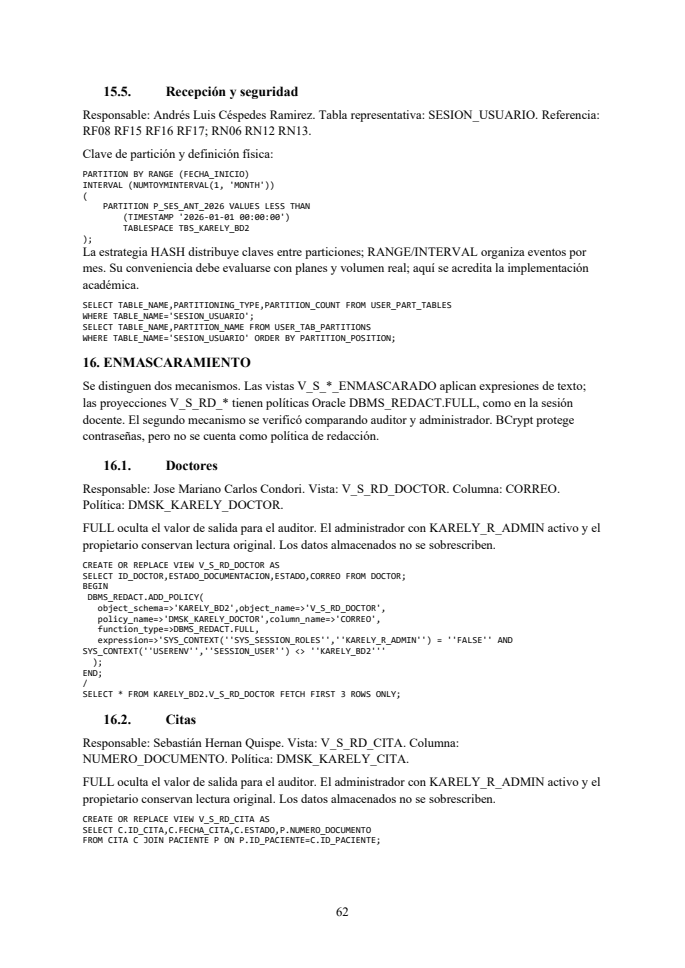 15.5. Recepción y seguridad
Responsable: Andrés Luis Céspedes Ramirez. Tabla representativa: SESION_USUARIO. Referencia:
RF08 RF15 RF16 RF17; RN06 RN12 RN13.
Clave de partición y definición física:
PARTITION BY RANGE (FECHA_INICIO)
INTERVAL (NUMTOYMINTERVAL(1, 'MONTH'))
(
    PARTITION P_SES_ANT_2026 VALUES LESS THAN
        (TIMESTAMP '2026-01-01 00:00:00')
        TABLESPACE TBS_KARELY_BD2
);
La estrategia HASH distribuye claves entre particiones; RANGE/INTERVAL organiza eventos por
mes. Su conveniencia debe evaluarse con planes y volumen real; aquí se acredita la implementación
académica.
SELECT TABLE_NAME,PARTITIONING_TYPE,PARTITION_COUNT FROM USER_PART_TABLES
WHERE TABLE_NAME='SESION_USUARIO';
SELECT TABLE_NAME,PARTITION_NAME FROM USER_TAB_PARTITIONS
WHERE TABLE_NAME='SESION_USUARIO' ORDER BY PARTITION_POSITION;
16. ENMASCARAMIENTO
Se distinguen dos mecanismos. Las vistas V_S_*_ENMASCARADO aplican expresiones de texto;
las proyecciones V_S_RD_* tienen políticas Oracle DBMS_REDACT.FULL, como en la sesión
docente. El segundo mecanismo se verificó comparando auditor y administrador. BCrypt protege
contraseñas, pero no se cuenta como política de redacción.
16.1. Doctores
Responsable: Jose Mariano Carlos Condori. Vista: V_S_RD_DOCTOR. Columna: CORREO.
Política: DMSK_KARELY_DOCTOR.
FULL oculta el valor de salida para el auditor. El administrador con KARELY_R_ADMIN activo y el
propietario conservan lectura original. Los datos almacenados no se sobrescriben.
CREATE OR REPLACE VIEW V_S_RD_DOCTOR AS
SELECT ID_DOCTOR,ESTADO_DOCUMENTACION,ESTADO,CORREO FROM DOCTOR;
BEGIN
 DBMS_REDACT.ADD_POLICY(
   object_schema=>'KARELY_BD2',object_name=>'V_S_RD_DOCTOR',
   policy_name=>'DMSK_KARELY_DOCTOR',column_name=>'CORREO',
   function_type=>DBMS_REDACT.FULL,
   expression=>'SYS_CONTEXT(''SYS_SESSION_ROLES'',''KARELY_R_ADMIN'') = ''FALSE'' AND
SYS_CONTEXT(''USERENV'',''SESSION_USER'') <> ''KARELY_BD2'''
  );
END;
/
SELECT * FROM KARELY_BD2.V_S_RD_DOCTOR FETCH FIRST 3 ROWS ONLY;
16.2. Citas
Responsable: Sebastián Hernan Quispe. Vista: V_S_RD_CITA. Columna:
NUMERO_DOCUMENTO. Política: DMSK_KARELY_CITA.
FULL oculta el valor de salida para el auditor. El administrador con KARELY_R_ADMIN activo y el
propietario conservan lectura original. Los datos almacenados no se sobrescriben.
CREATE OR REPLACE VIEW V_S_RD_CITA AS
SELECT C.ID_CITA,C.FECHA_CITA,C.ESTADO,P.NUMERO_DOCUMENTO
FROM CITA C JOIN PACIENTE P ON P.ID_PACIENTE=C.ID_PACIENTE;
62